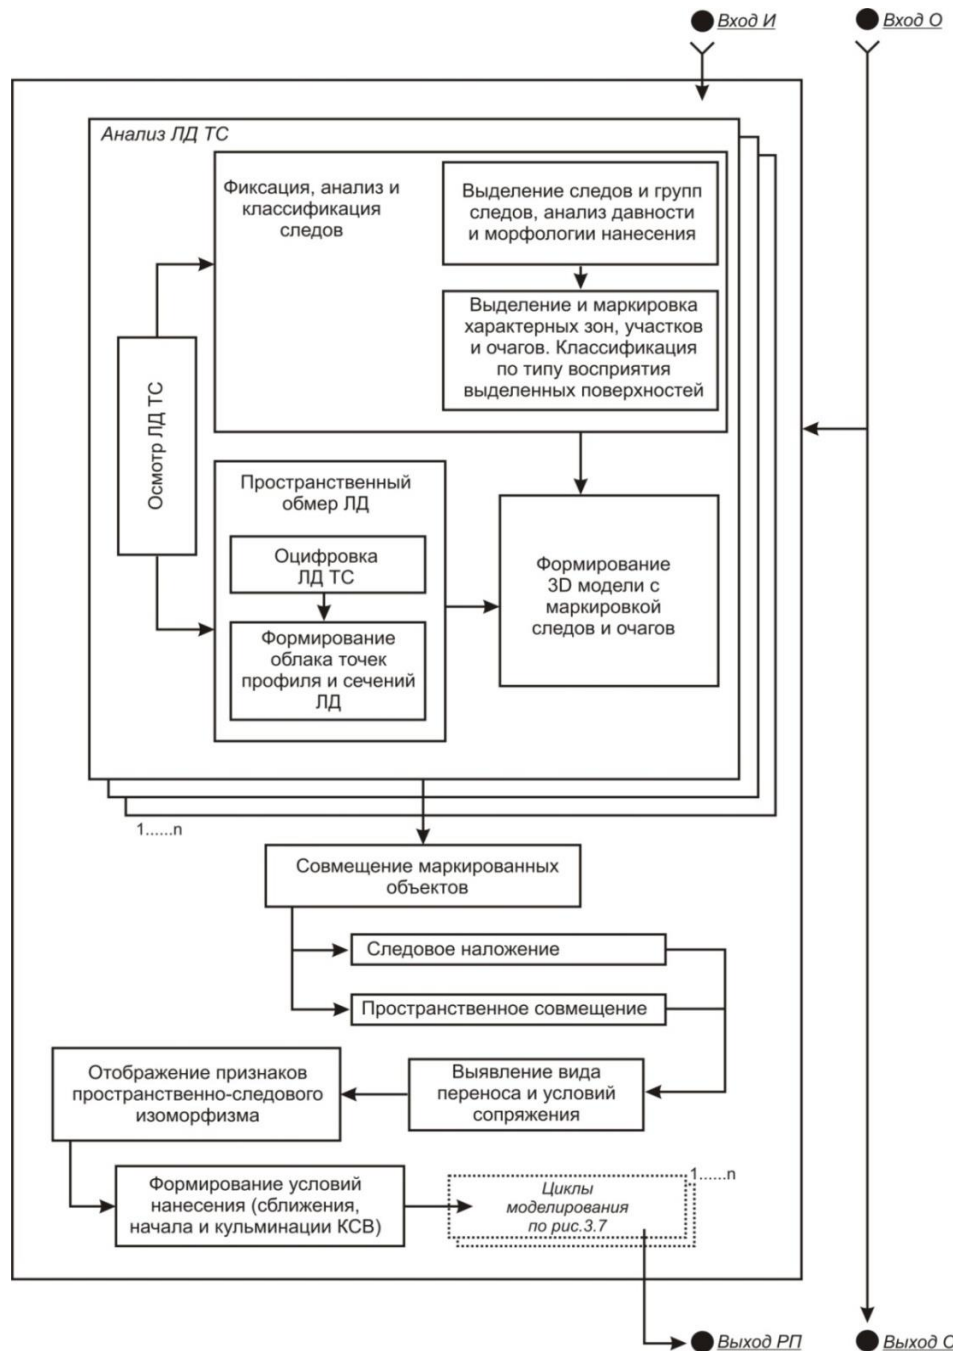 Вход И
Вход О
Анализ ЛД ТС
Фиксация, анализ и
классификация
следов
Выделение следов и групп
следов, анализ давности
и морфологии нанесения
Выделение и маркировка
характерных зон, участков
и очагов. Классификация
по типу восприятия
выделенных поверхностей
Осмотр ЛД ТС
Пространственный
обмер ЛД
Оцифровка
ЛД ТС
Формирование
облака точек
профиля и сечений
ЛД
Формирование
3D модели с
маркировкой
следов и очагов
1......n
Совмещение маркированных
объектов
Следовое наложение
Пространственное совмещение
Выявление вида
переноса и условий
сопряжения
Отображение признаков
пространственно-следового
изоморфизма
Формирование условий
нанесения (сближения,
начала и кульминации КСВ)
1......n
Циклы
моделирования
по рис.3.7
Выход РП
Выход